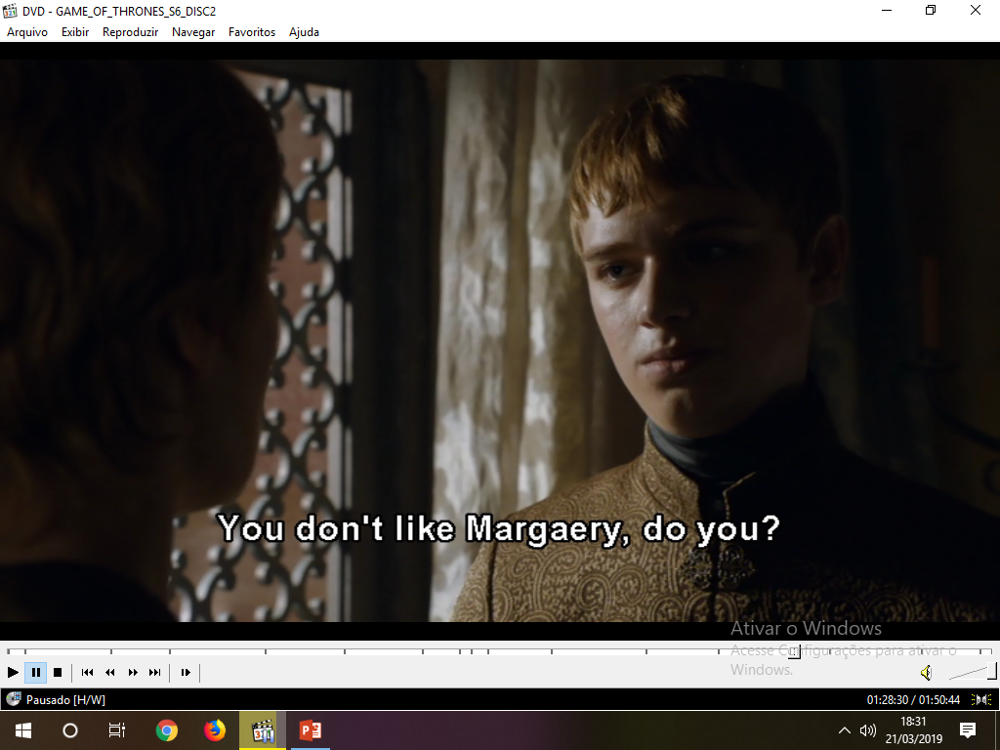 DVD - GAME_OF_THRONES_S6_DISC2
Arquivo Exibir Reproduzir Navegar Favoritos Ajuda
You don't like Margaery, do you?
Ativar o Windows
Acesse Configurações para ativar o
Windows.
Pausado [H/W]
01:28:30 / 01:50:44
18:31
21/03/2019